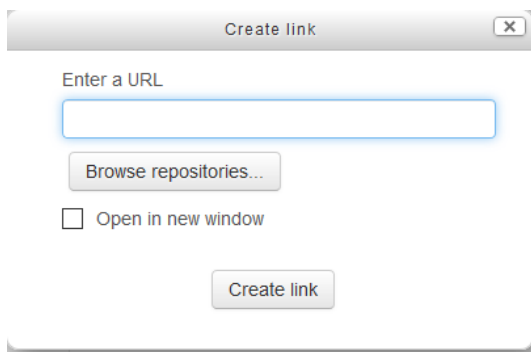 Create link
Enter a URL
Browse repositories...
Open in new window
Create link